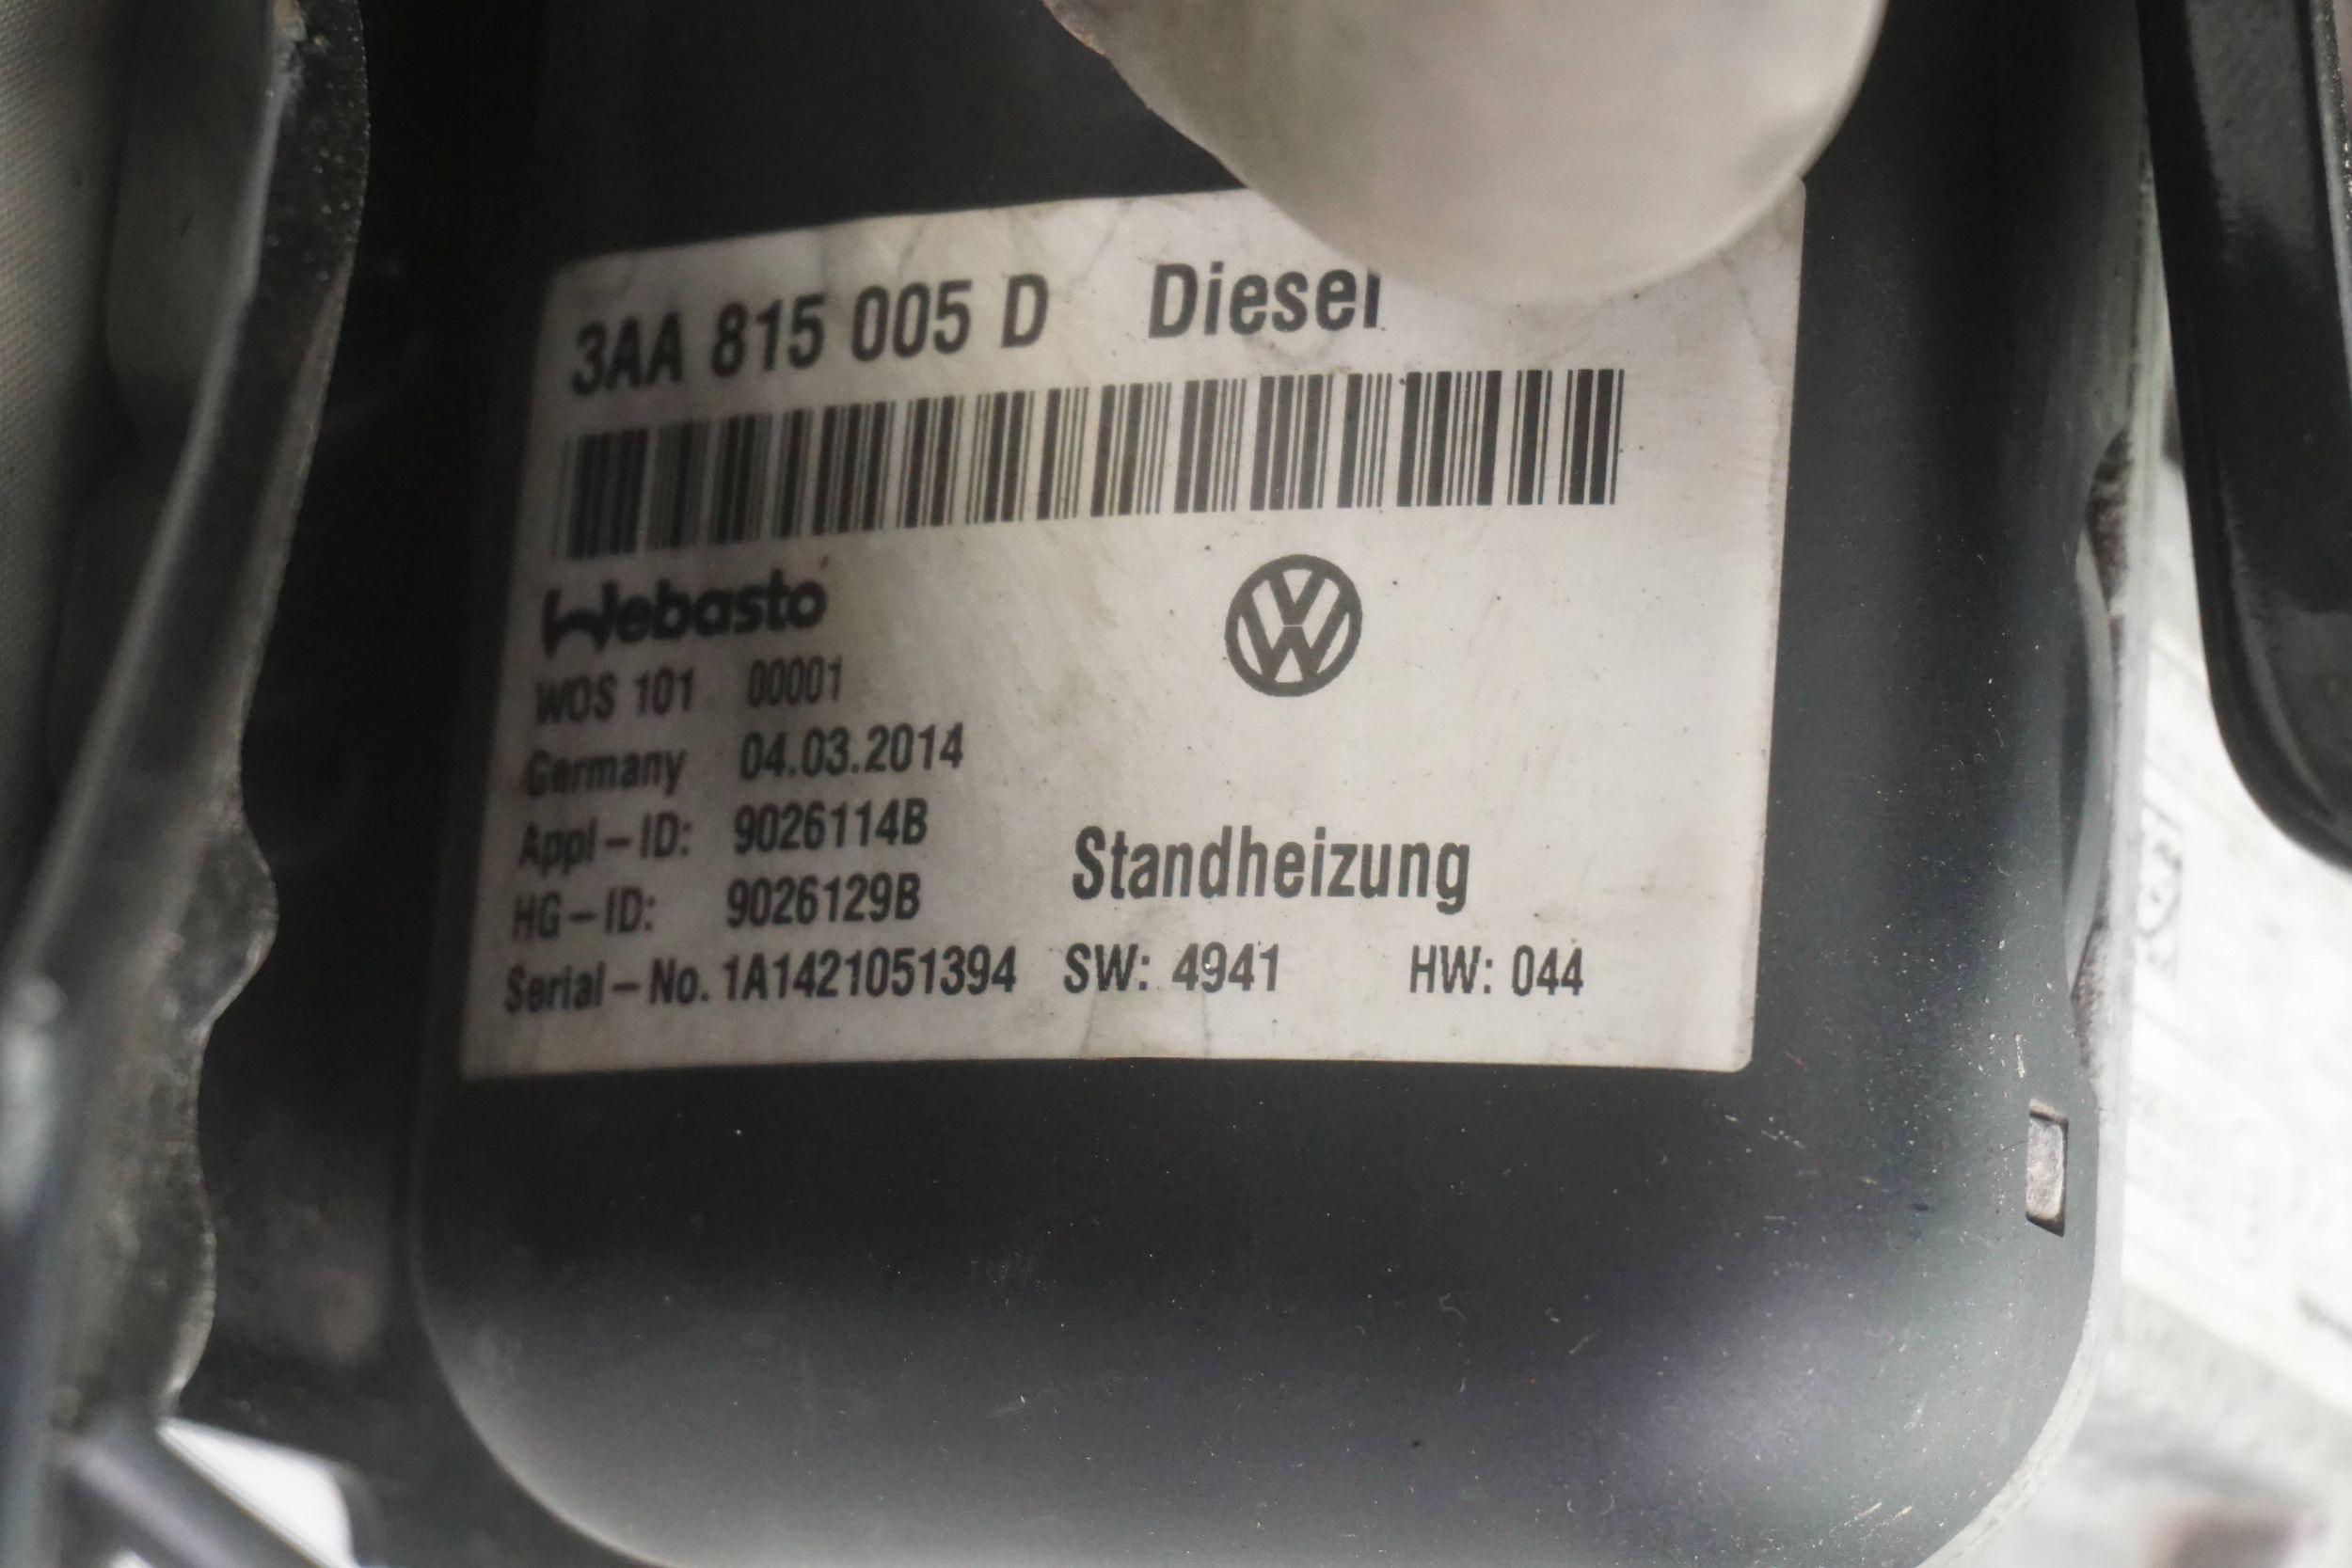 3AA 815 005 D Diesel
Webasto
WOS 101 00001
Germany 04.03.2014
Appl-ID: 9026114B
HG-ID: 9026129B
Standheizung
Serial-No. 1A1421051394 SW: 4941 HW: 044